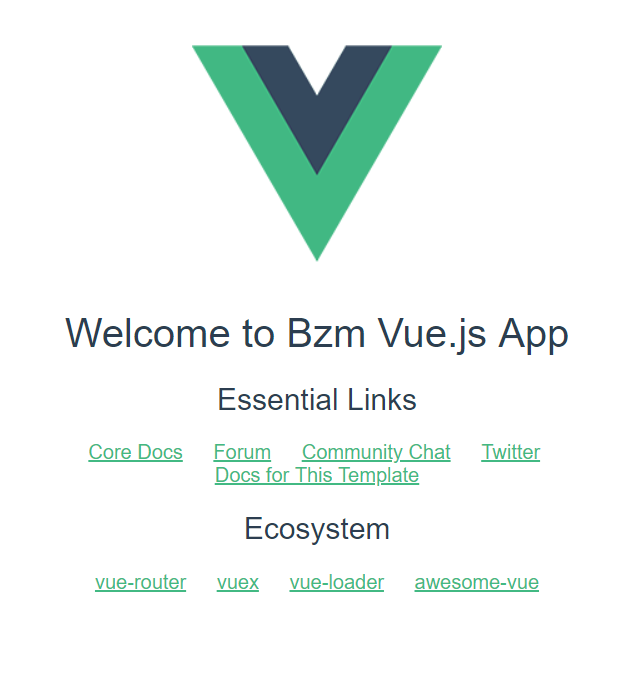 Welcome to Bzm Vue.js App
Essential Links
Core Docs Forum Community Chat Twitter
Docs for This Template
Ecosystem
vue-router vuex vue-loader awesome-vue